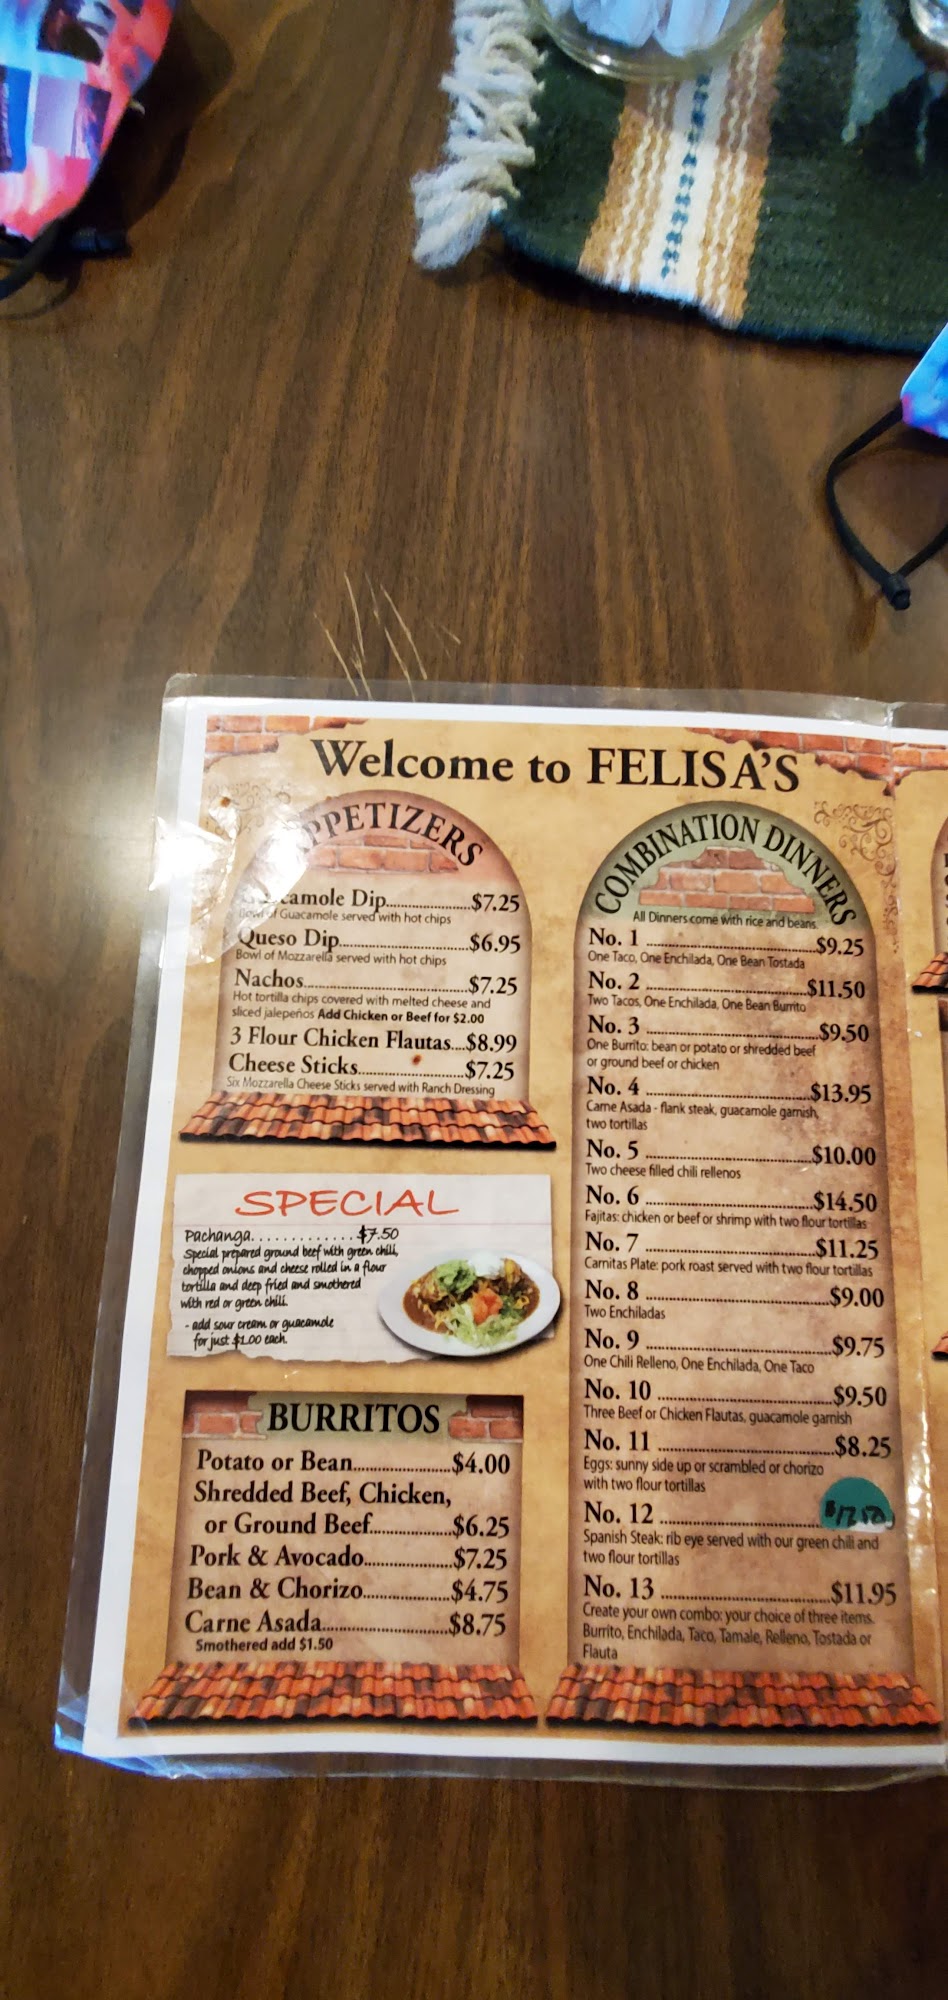 Welcome to FELISA'S
APPETIZERS
Guacamole Dip..........$7.25
Bowl of Guacamole served with hot chips
Queso Dip..........$6.95
Bowl of Mozzarella served with hot chips
Nachos..........$7.25
Hot tortilla chips covered with melted cheese and
sliced jalepeños Add Chicken or Beef for $2.00
3 Flour Chicken Flautas....$8.99
Cheese Sticks..........$7.25
Six Mozzarella Cheese Sticks served with Ranch Dressing
SPECIAL
Pachanga.............$7.50
Special prepared ground beef with green chili,
chopped onions and cheese rolled in a flour
tortilla and deep fried and smothered
with red or green chili.
- add sour cream or guacamole
for just $1.00 each.
BURRITOS
Potato or Bean..........$4.00
Shredded Beef, Chicken,
or Ground Beef..........$6.25
Pork & Avocado..........$7.25
Bean & Chorizo..........$4.75
Carne Asada..........$8.75
Smothered add $1.50
COMBINATION DINNERS
All Dinners come with rice and beans.
No. 1 ..........$9.25
One Taco, One Enchilada, One Bean Tostada
No. 2 ..........$11.50
Two Tacos, One Enchilada, One Bean Burrito
No. 3 ..........$9.50
One Burrito: bean or potato or shredded beef
or ground beef or chicken
No. 4 ..........$13.95
Carne Asada - flank steak, guacamole garnish,
two tortillas
No. 5 ..........$10.00
Two cheese filled chili rellenos
No. 6 ..........$14.50
Fajitas: chicken or beef or shrimp with two flour tortillas
No. 7 ..........$11.25
Carnitas Plate: pork roast served with two flour tortillas
No. 8 ..........$9.00
Two Enchiladas
No. 9 ..........$9.75
One Chili Relleno, One Enchilada, One Taco
No. 10 ..........$9.50
Three Beef or Chicken Flautas, guacamole garnish
No. 11 ..........$8.25
Eggs: sunny side up or scrambled or chorizo
with two flour tortillas
No. 12 ..........
Spanish Steak: rib eye served with our green chili and
two flour tortillas
No. 13 ..........$11.95
Create your own combo: your choice of three items.
Burrito, Enchilada, Taco, Tamale, Relleno, Tostada or
Flauta